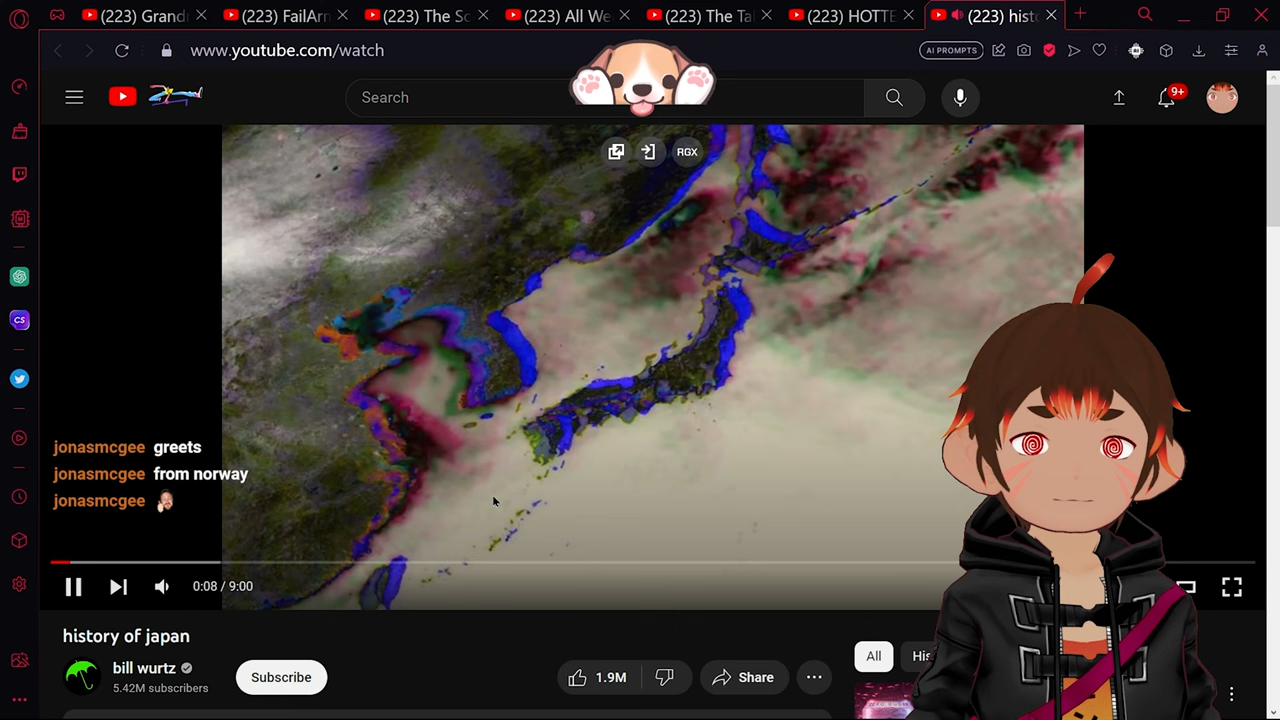 (223) Grand
(223) FailArm
(223) The Sc
(223) All We
(223) The Ta
(223) HOTTE
(223) histo
www.youtube.com/watch
AI PROMPTS
Search
9+
RGX
jonasmcgee greets
jonasmcgee from norway
jonasmcgee
0:08 / 9:00
history of japan
bill wurtz
5.42M subscribers
Subscribe
1.9M
Share
All
His
CS